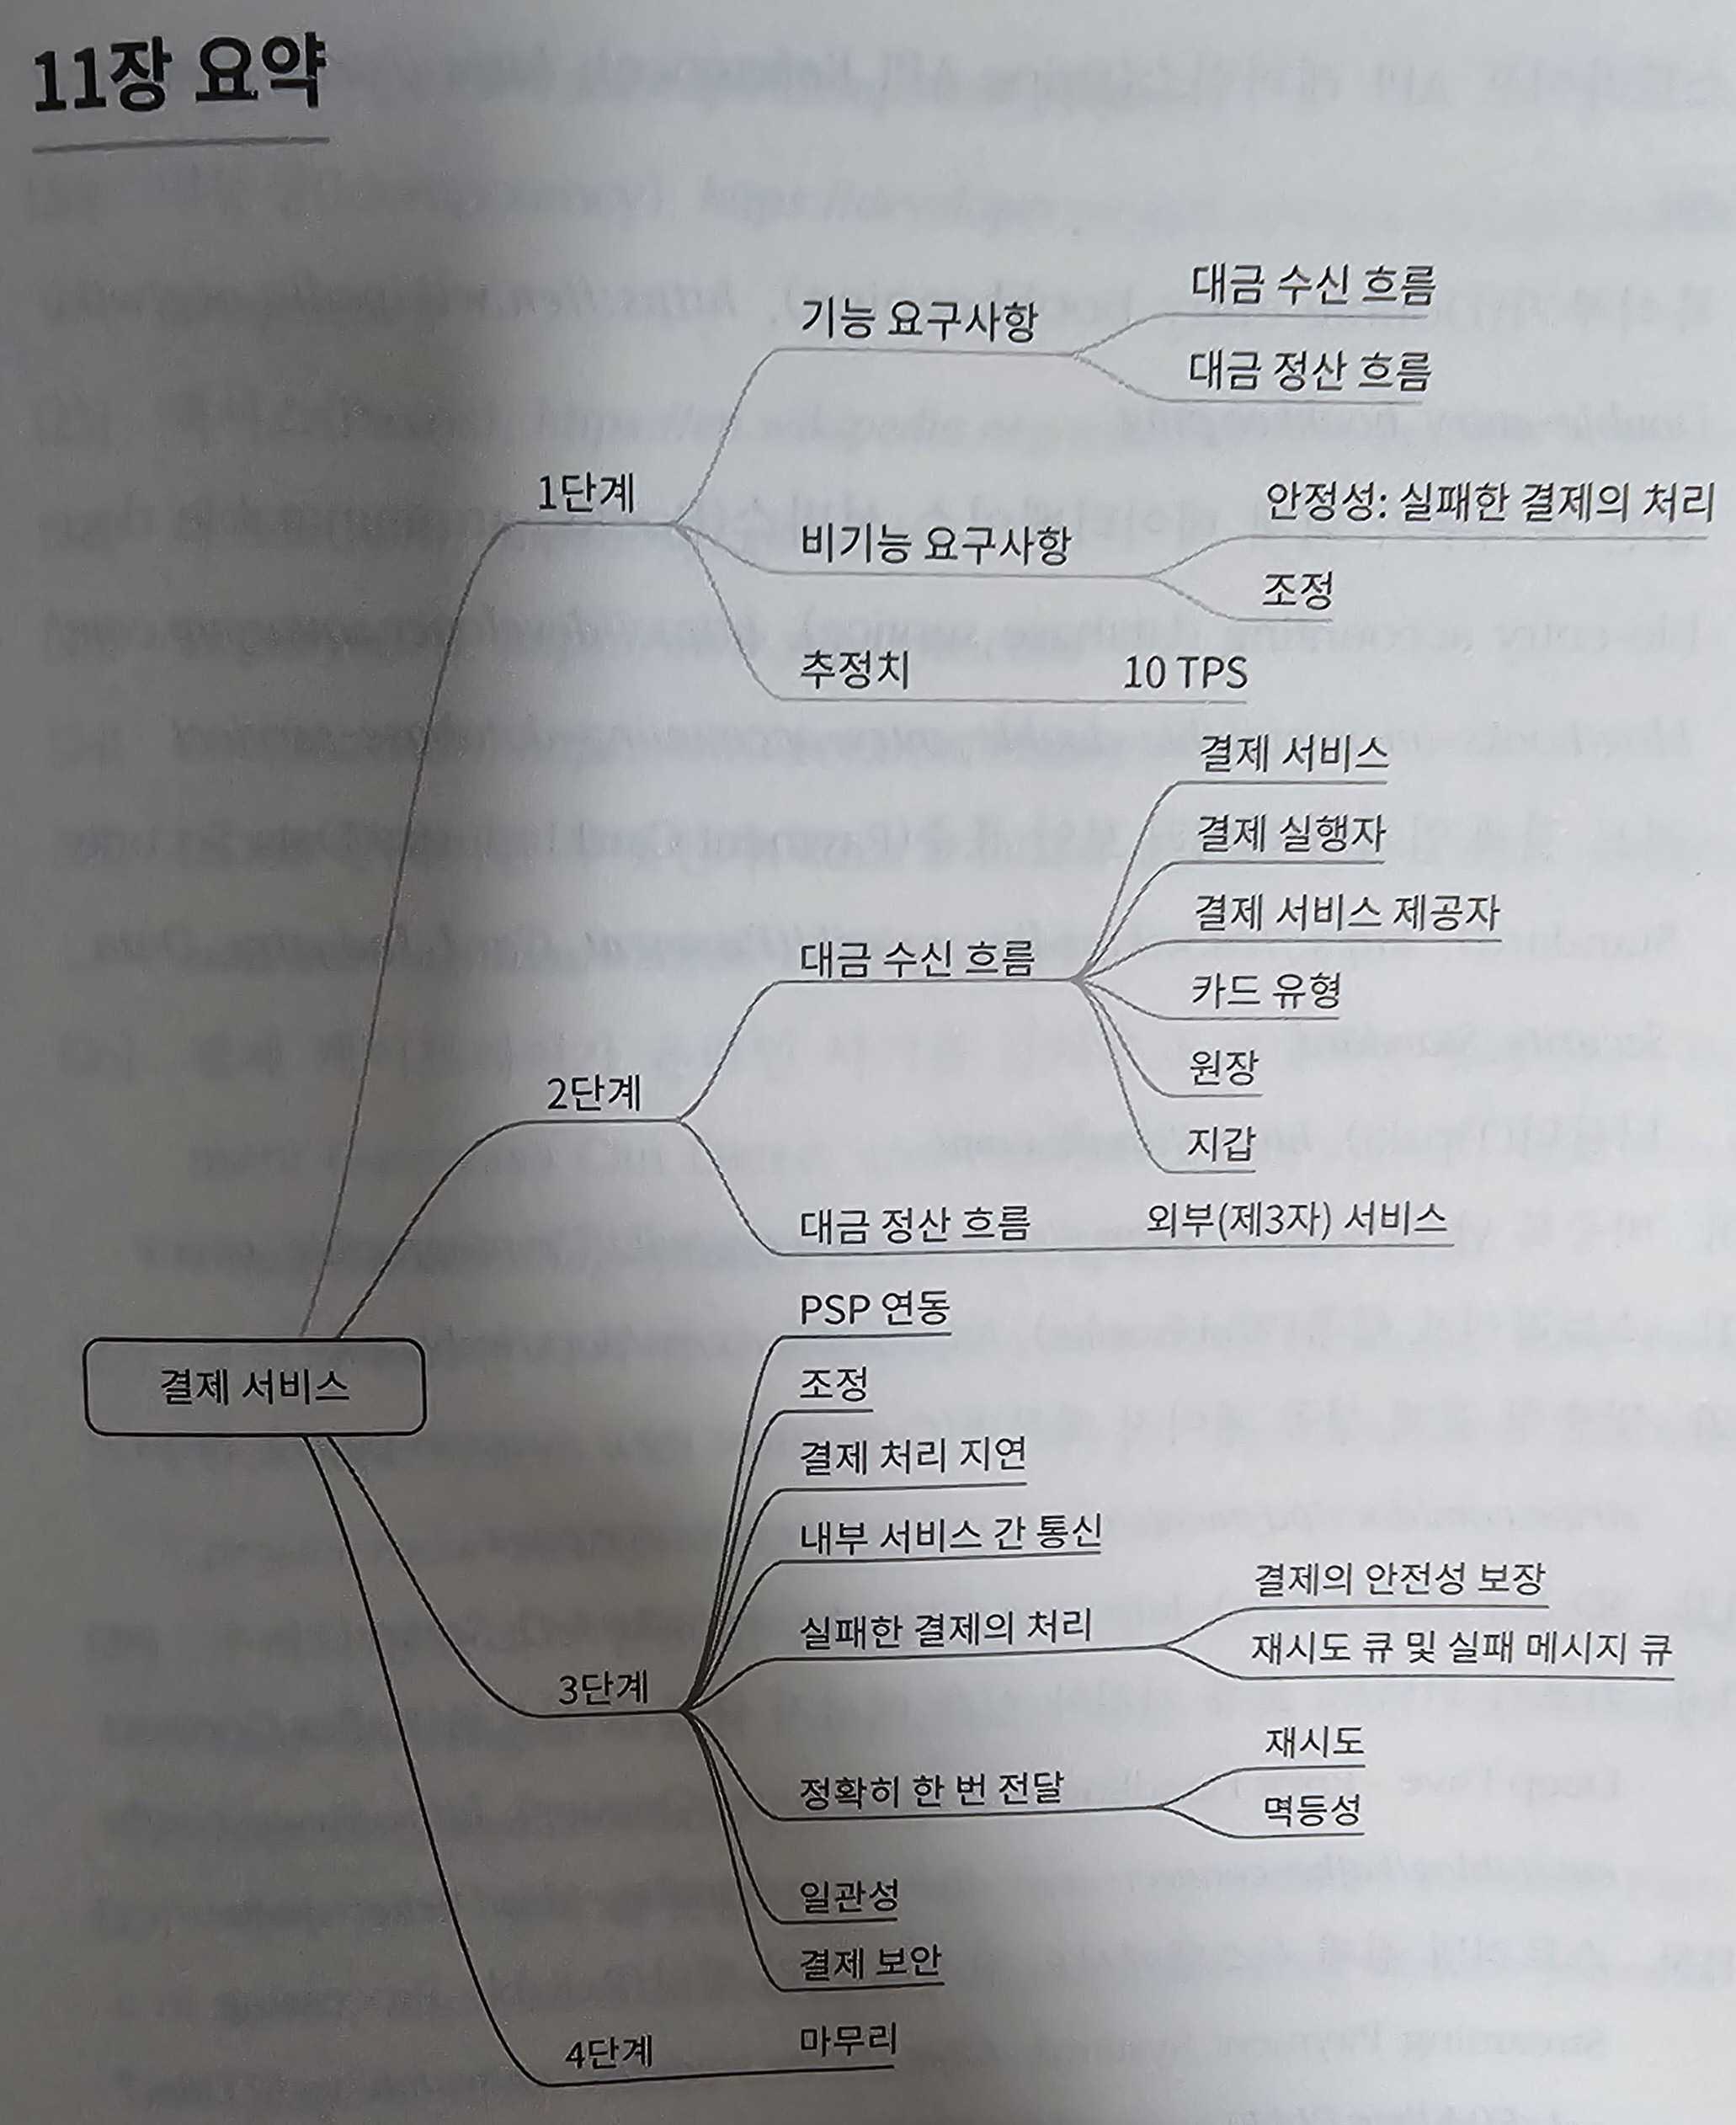 11장 요약
대금 수신 흐름
기능 요구사항
대금 정산 흐름
1단계
안정성: 실패한 결제의 처리
비기능 요구사항
조정
추정치 10 TPS
결제 서비스
결제 실행자
결제 서비스 제공자
대금 수신 흐름
카드 유형
원장
2단계
지갑
대금 정산 흐름 외부(제3자) 서비스
PSP 연동
결제 서비스
조정
결제 처리 지연
내부 서비스 간 통신
결제의 안전성 보장
실패한 결제의 처리
재시도 큐 및 실패 메시지 큐
3단계
재시도
정확히 한 번 전달
멱등성
일관성
결제 보안
4단계 마무리